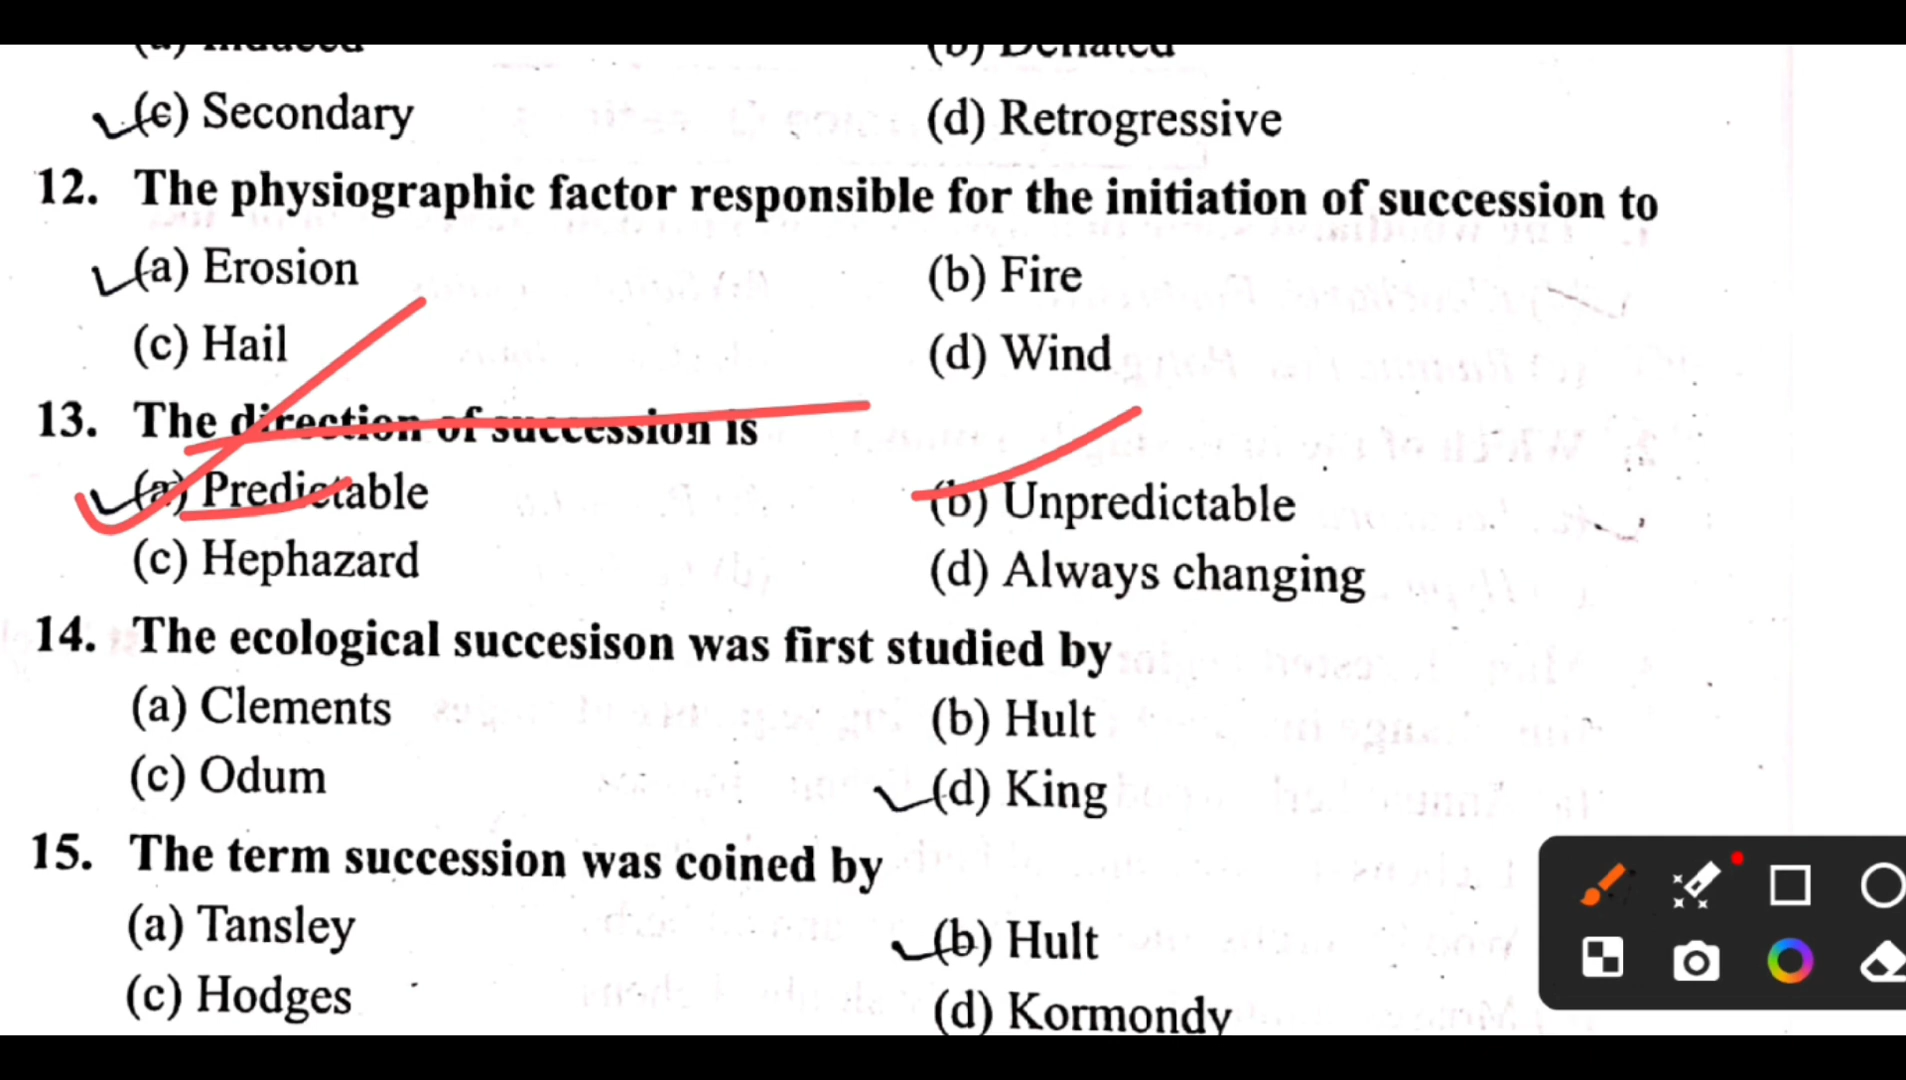 (a) Induced (b) Deflated
(c) Secondary (d) Retrogressive
12. The physiographic factor responsible for the initiation of succession to
(a) Erosion (b) Fire
(c) Hail (d) Wind
13. The direction of succession is
(a) Predictable (b) Unpredictable
(c) Hephazard (d) Always changing
14. The ecological succesison was first studied by
(a) Clements (b) Hult
(c) Odum (d) King
15. The term succession was coined by
(a) Tansley (b) Hult
(c) Hodges (d) Kormondy